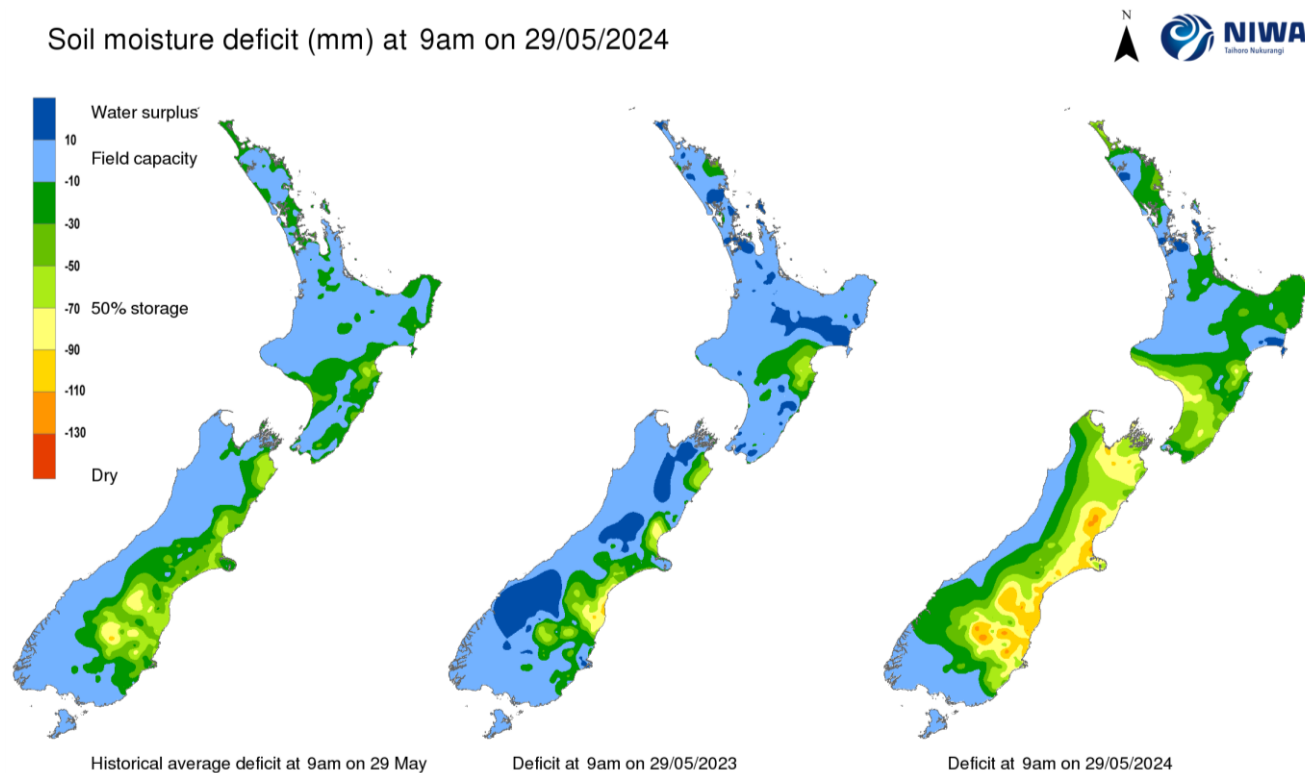 Soil moisture deficit (mm) at 9am on 29/05/2024
N
NIWA
Taihoro Nukurangi
Water surplus
10
Field capacity
-10
-30
-50
-70
50% storage
-90
-110
-130
Dry
Historical average deficit at 9am on 29 May
Deficit at 9am on 29/05/2023
Deficit at 9am on 29/05/2024